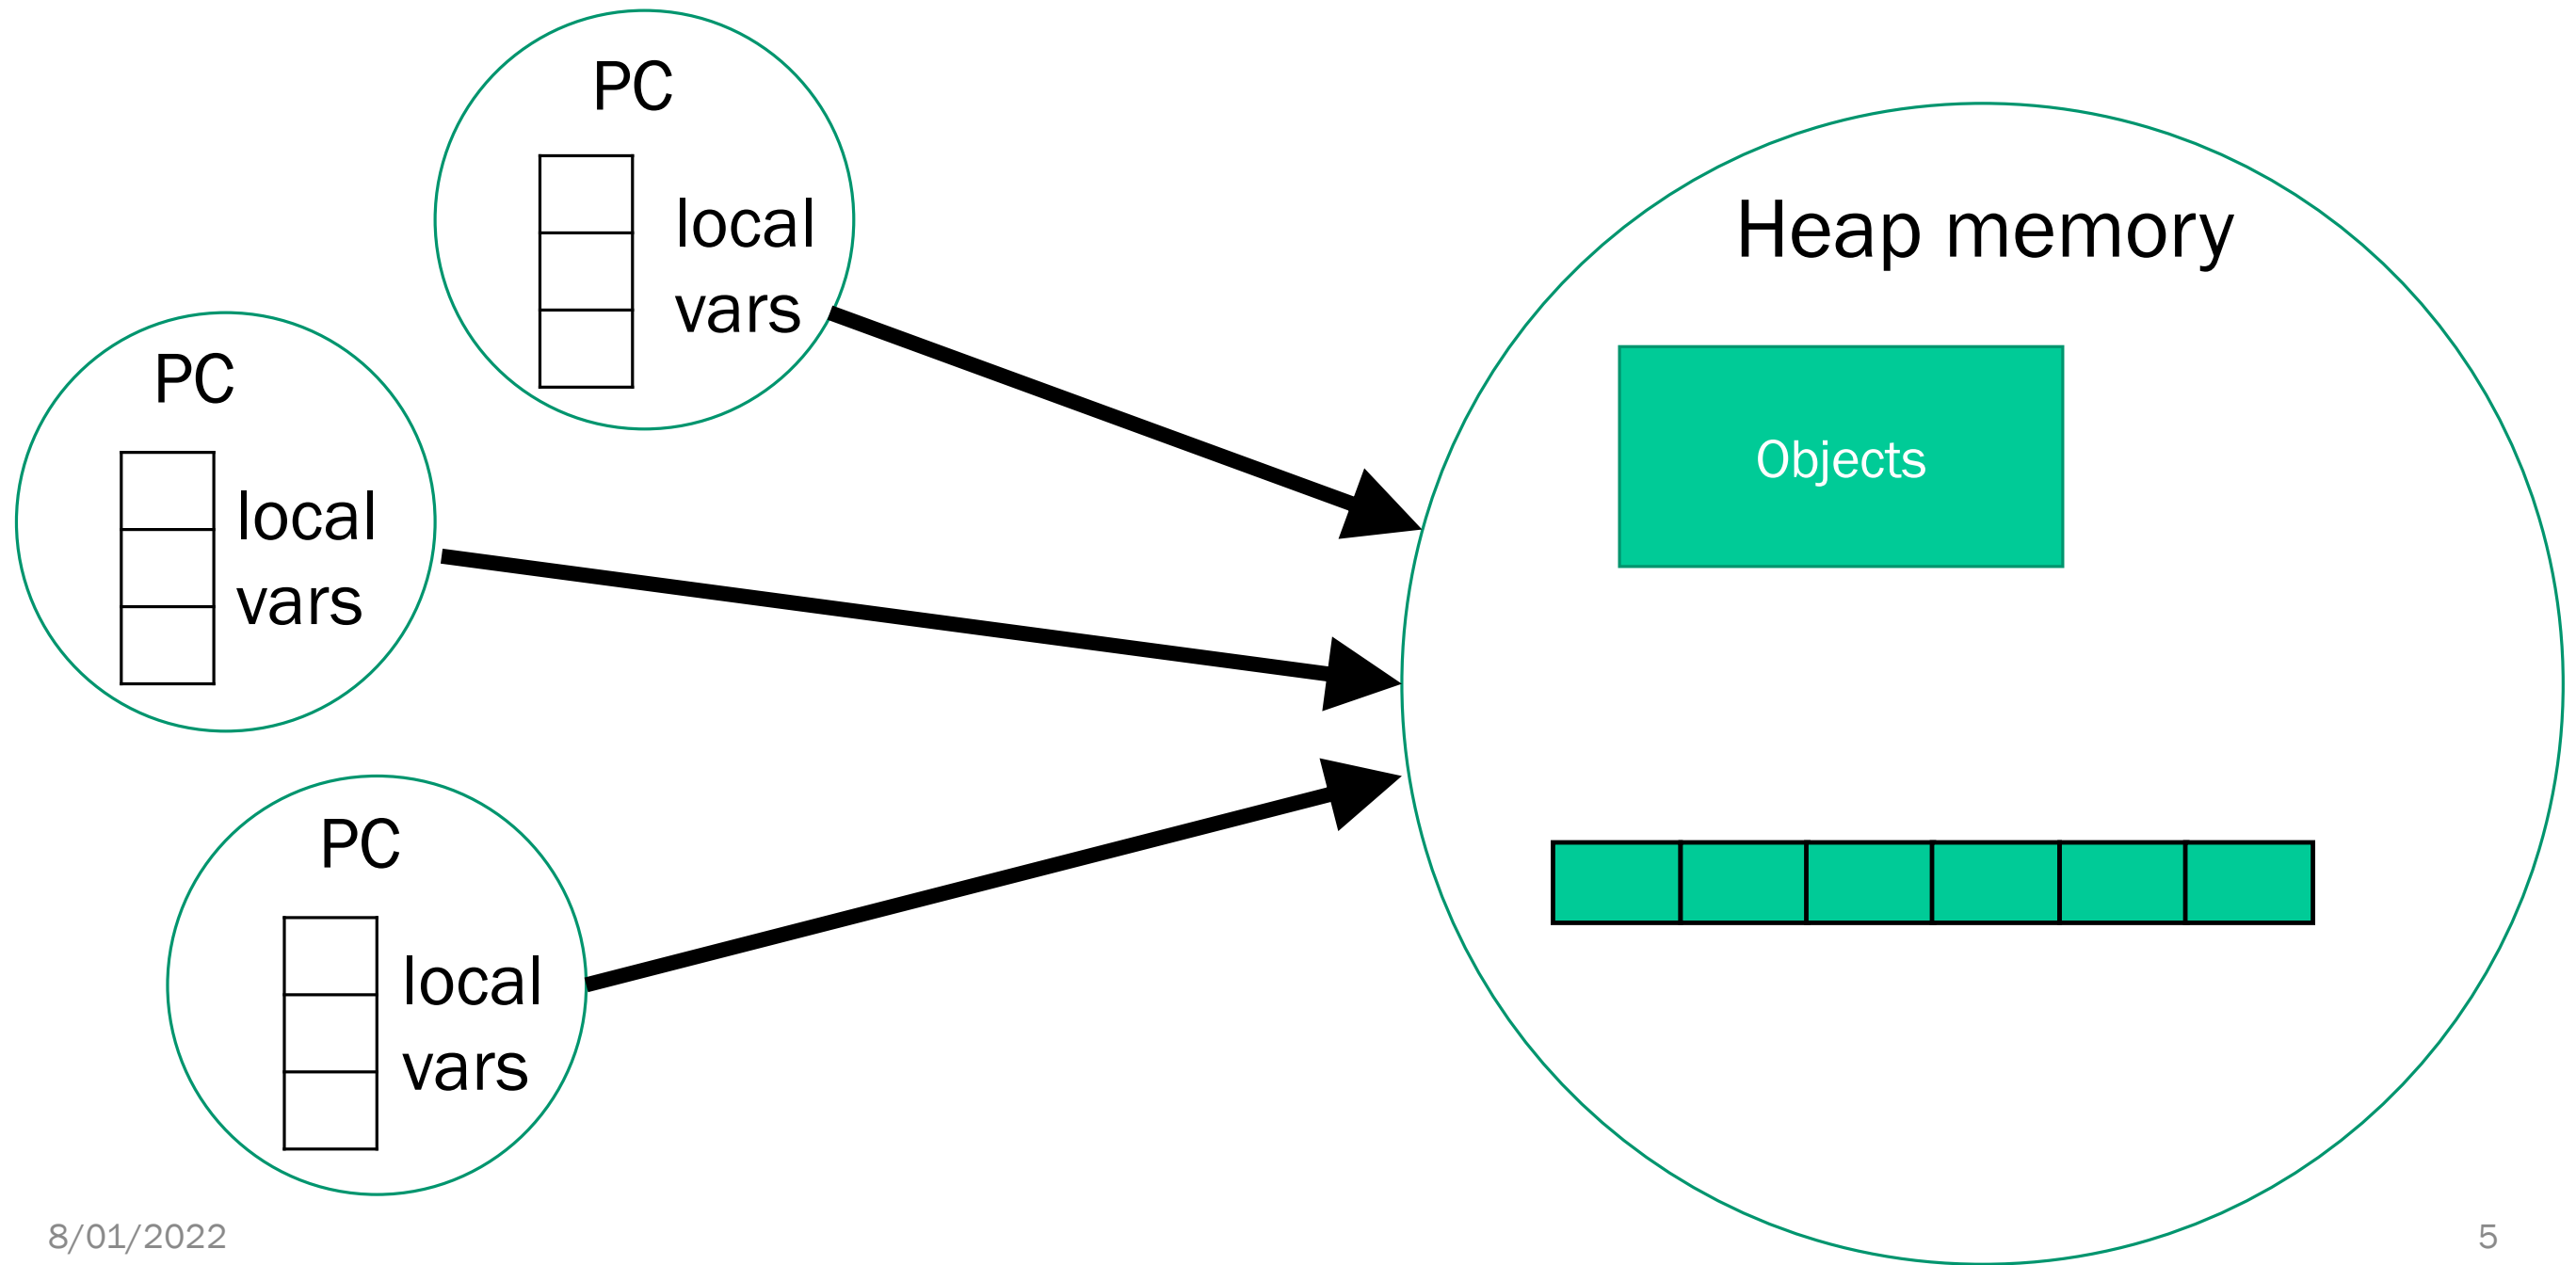 PC
local
vars
PC
local
vars
PC
local
vars
Heap memory
Objects
8/01/2022
5